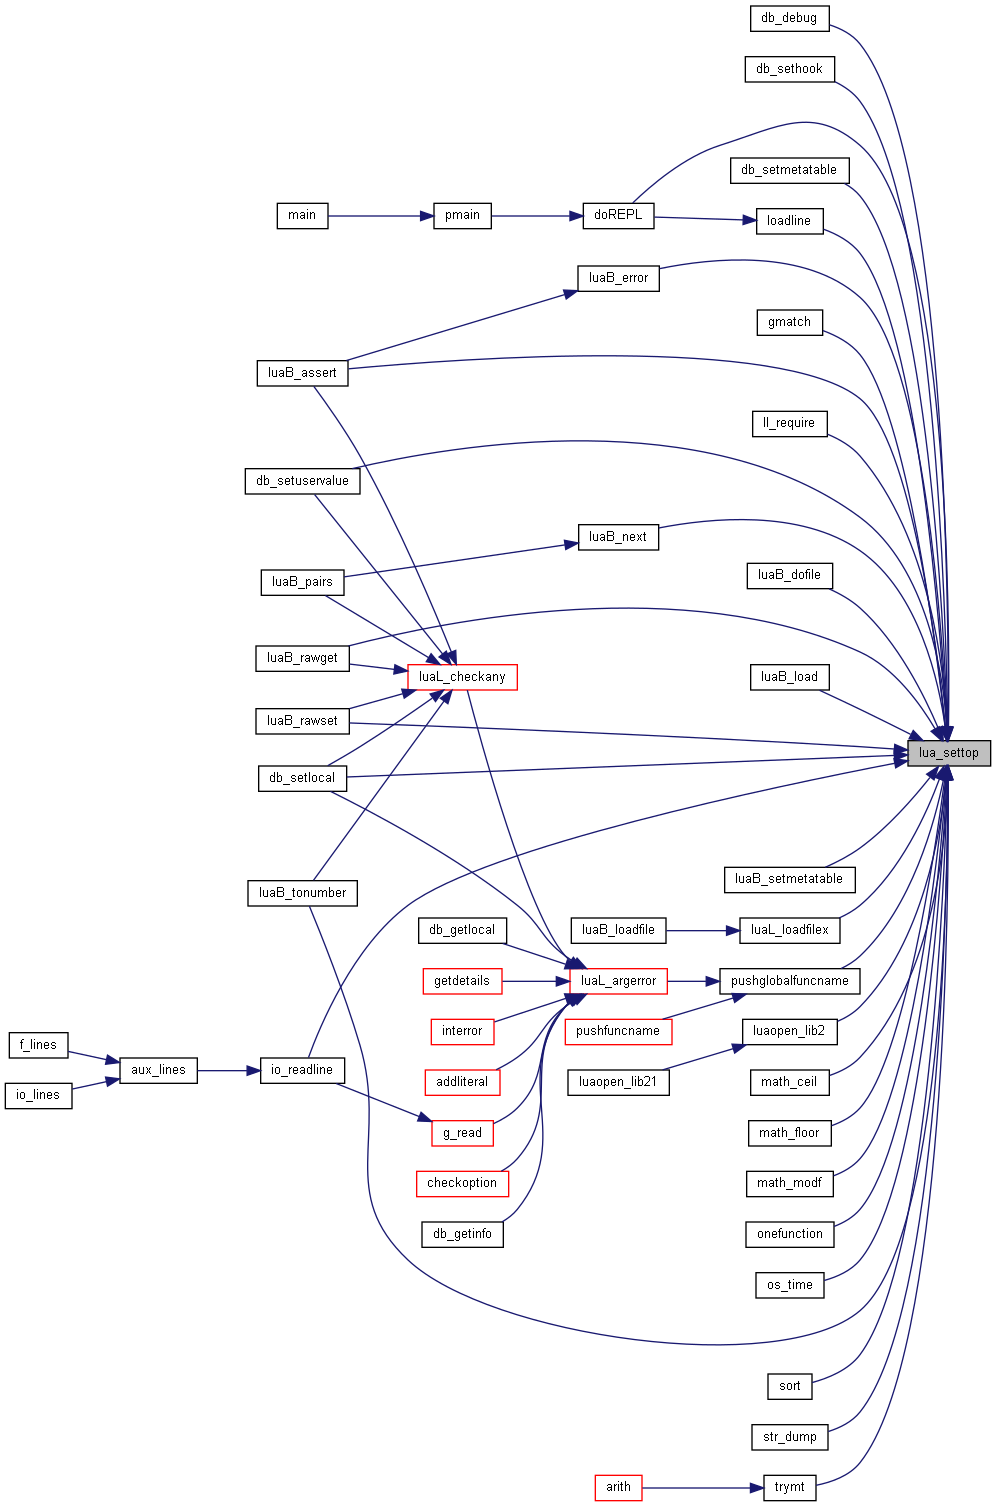 db_debug
db_sethook
db_setmetatable
main
pmain
doREPL
loadline
luaB_error
gmatch
luaB_assert
ll_require
db_setuservalue
luaB_next
luaB_pairs
luaB_dofile
luaB_rawget
luaL_checkany
luaB_load
luaB_rawset
lua_settop
db_setlocal
luaB_tonumber
luaB_setmetatable
db_getlocal
luaB_loadfile
luaL_loadfilex
getdetails
luaL_argerror
pushglobalfuncname
interror
pushfuncname
luaopen_lib2
f_lines
aux_lines
io_readline
addliteral
luaopen_lib21
math_ceil
io_lines
g_read
math_floor
checkoption
math_modf
db_getinfo
onefunction
os_time
sort
str_dump
arith
trymt